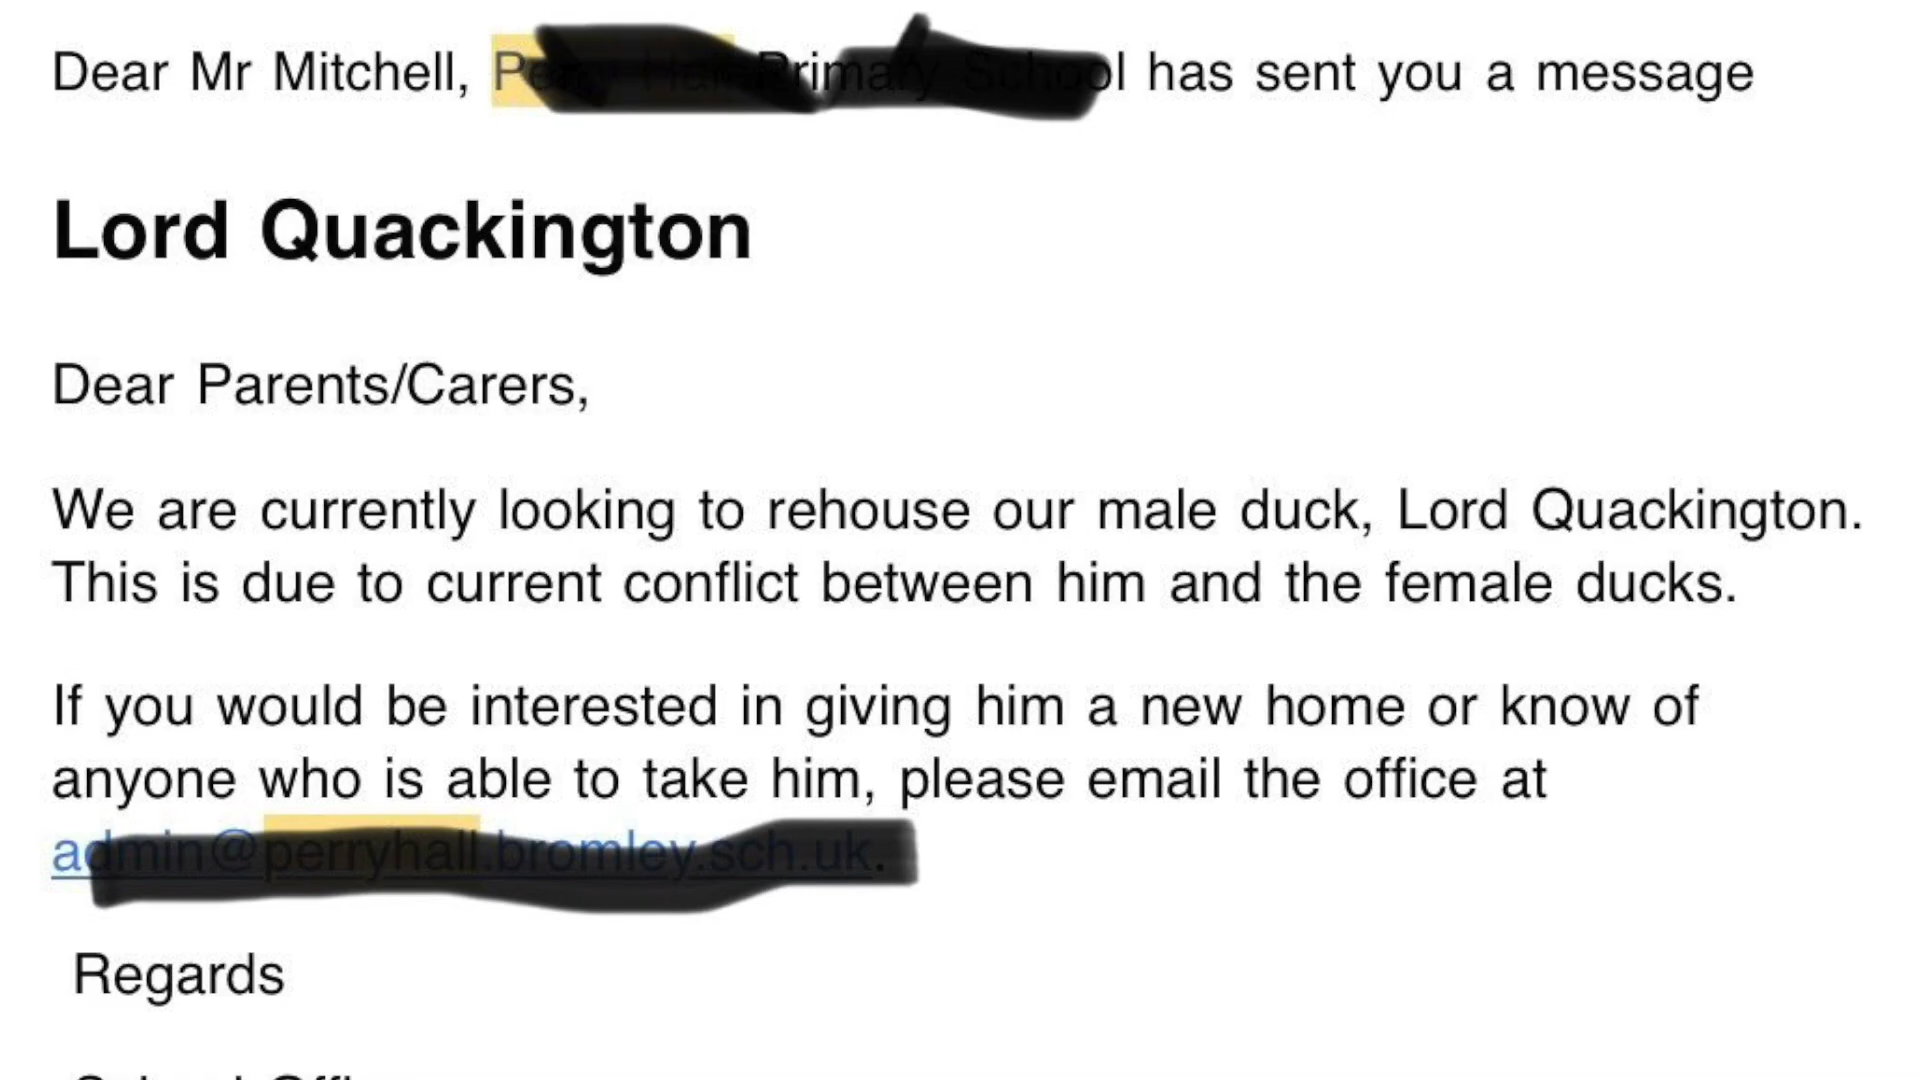 Dear Mr Mitchell, Primary School has sent you a message
Lord Quackington
Dear Parents/Carers,
We are currently looking to rehouse our male duck, Lord Quackington.
This is due to current conflict between him and the female ducks.
If you would be interested in giving him a new home or know of
anyone who is able to take him, please email the office at
Regards